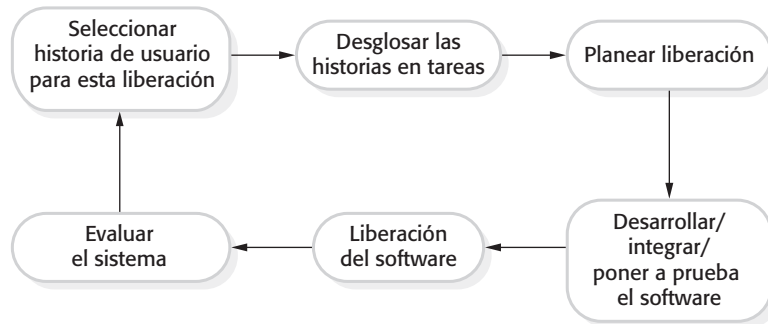 Seleccionar
historia de usuario
para esta liberación
Desglosar las
historias en tareas
Planear liberación
Evaluar
el sistema
Liberación
del software
Desarrollar/
integrar/
poner a prueba
el software